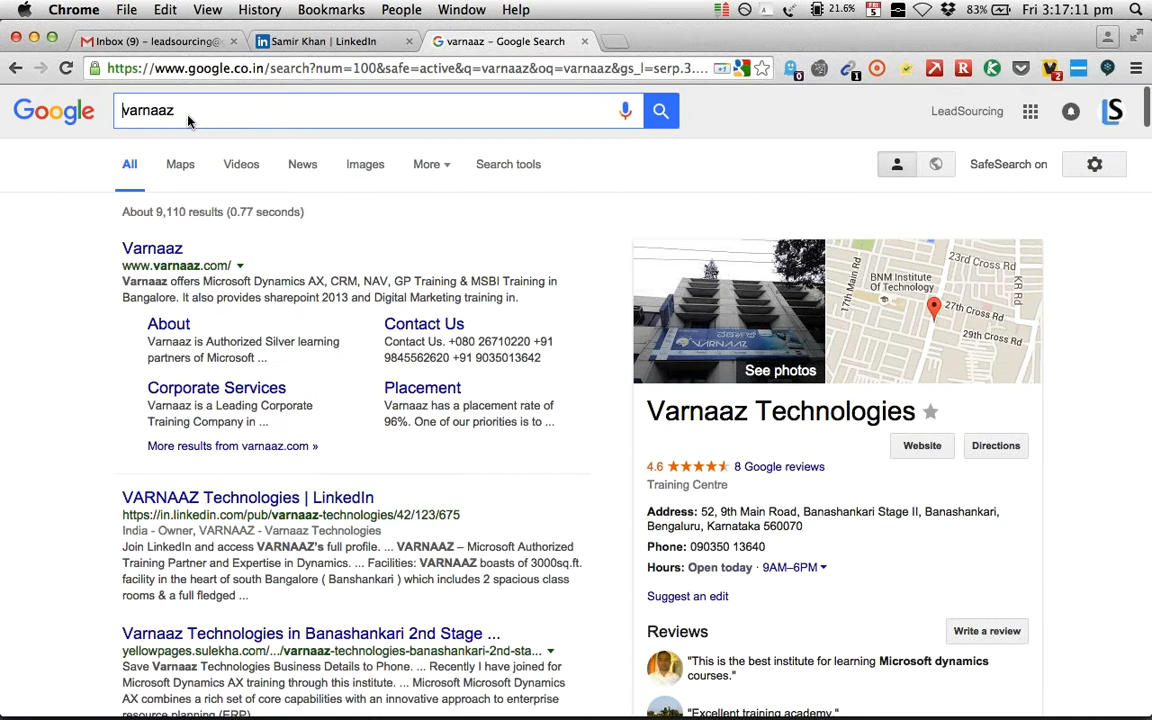 Chrome File Edit View History Bookmarks People Window Help 21.6% FRI 5 83% Fri 3:17:11 pm
Inbox (9) - leadsourcing@ Samir Khan | LinkedIn varnaaz - Google Search
https://www.google.co.in/search?num=100&safe=active&q=varnaaz&oq=varnaaz&gs_l=serp.3.... 0 1 R K 2
Google varnaaz LeadSourcing LS
All Maps Videos News Images More Search tools SafeSearch on
About 9,110 results (0.77 seconds)
Varnaaz
www.varnaaz.com/
Varnaaz offers Microsoft Dynamics AX, CRM, NAV, GP Training & MSBI Training in
Bangalore. It also provides sharepoint 2013 and Digital Marketing training in.
About
Varnaaz is Authorized Silver learning
partners of Microsoft ...
Contact Us
Contact Us. +080 26710220 +91
9845562620 +91 9035013642
Corporate Services
Varnaaz is a Leading Corporate
Training Company in ...
Placement
Varnaaz has a placement rate of
96%. One of our priorities is to ...
More results from varnaaz.com »
VARNAAZ Technologies | LinkedIn
https://in.linkedin.com/pub/varnaaz-technologies/42/123/675
India - Owner, VARNAAZ - Varnaaz Technologies
Join LinkedIn and access VARNAAZ's full profile. ... VARNAAZ – Microsoft Authorized
Training Partner and Expertise in Dynamics. ... Facilities: VARNAAZ boasts of 3000sq.ft.
facility in the heart of south Bangalore ( Banshankari ) which includes 2 spacious class
rooms & a full fledged ...
Varnaaz Technologies in Banashankari 2nd Stage ...
yellowpages.sulekha.com/.../varnaaz-technologies-banashankari-2nd-sta...
Save Varnaaz Technologies Business Details to Phone. ... Recently I have joined for
Microsoft Dynamics AX training through this institute. ... Microsoft Microsoft Dynamics
AX combines a rich set of core capabilities with an innovative approach to enterprise
resource planning (ERP)
VARNAAZ
See photos
17th Main Rd
BNM Institute
Of Technology
23rd Cross Rd
KR Rd
27th Cross Rd
29th Cross Rd
Varnaaz Technologies
Website Directions
4.6 8 Google reviews
Training Centre
Address: 52, 9th Main Road, Banashankari Stage II, Banashankari,
Bengaluru, Karnataka 560070
Phone: 090350 13640
Hours: Open today · 9AM–6PM
Suggest an edit
Reviews Write a review
"This is the best institute for learning Microsoft dynamics
courses."
"Excellent training academy."